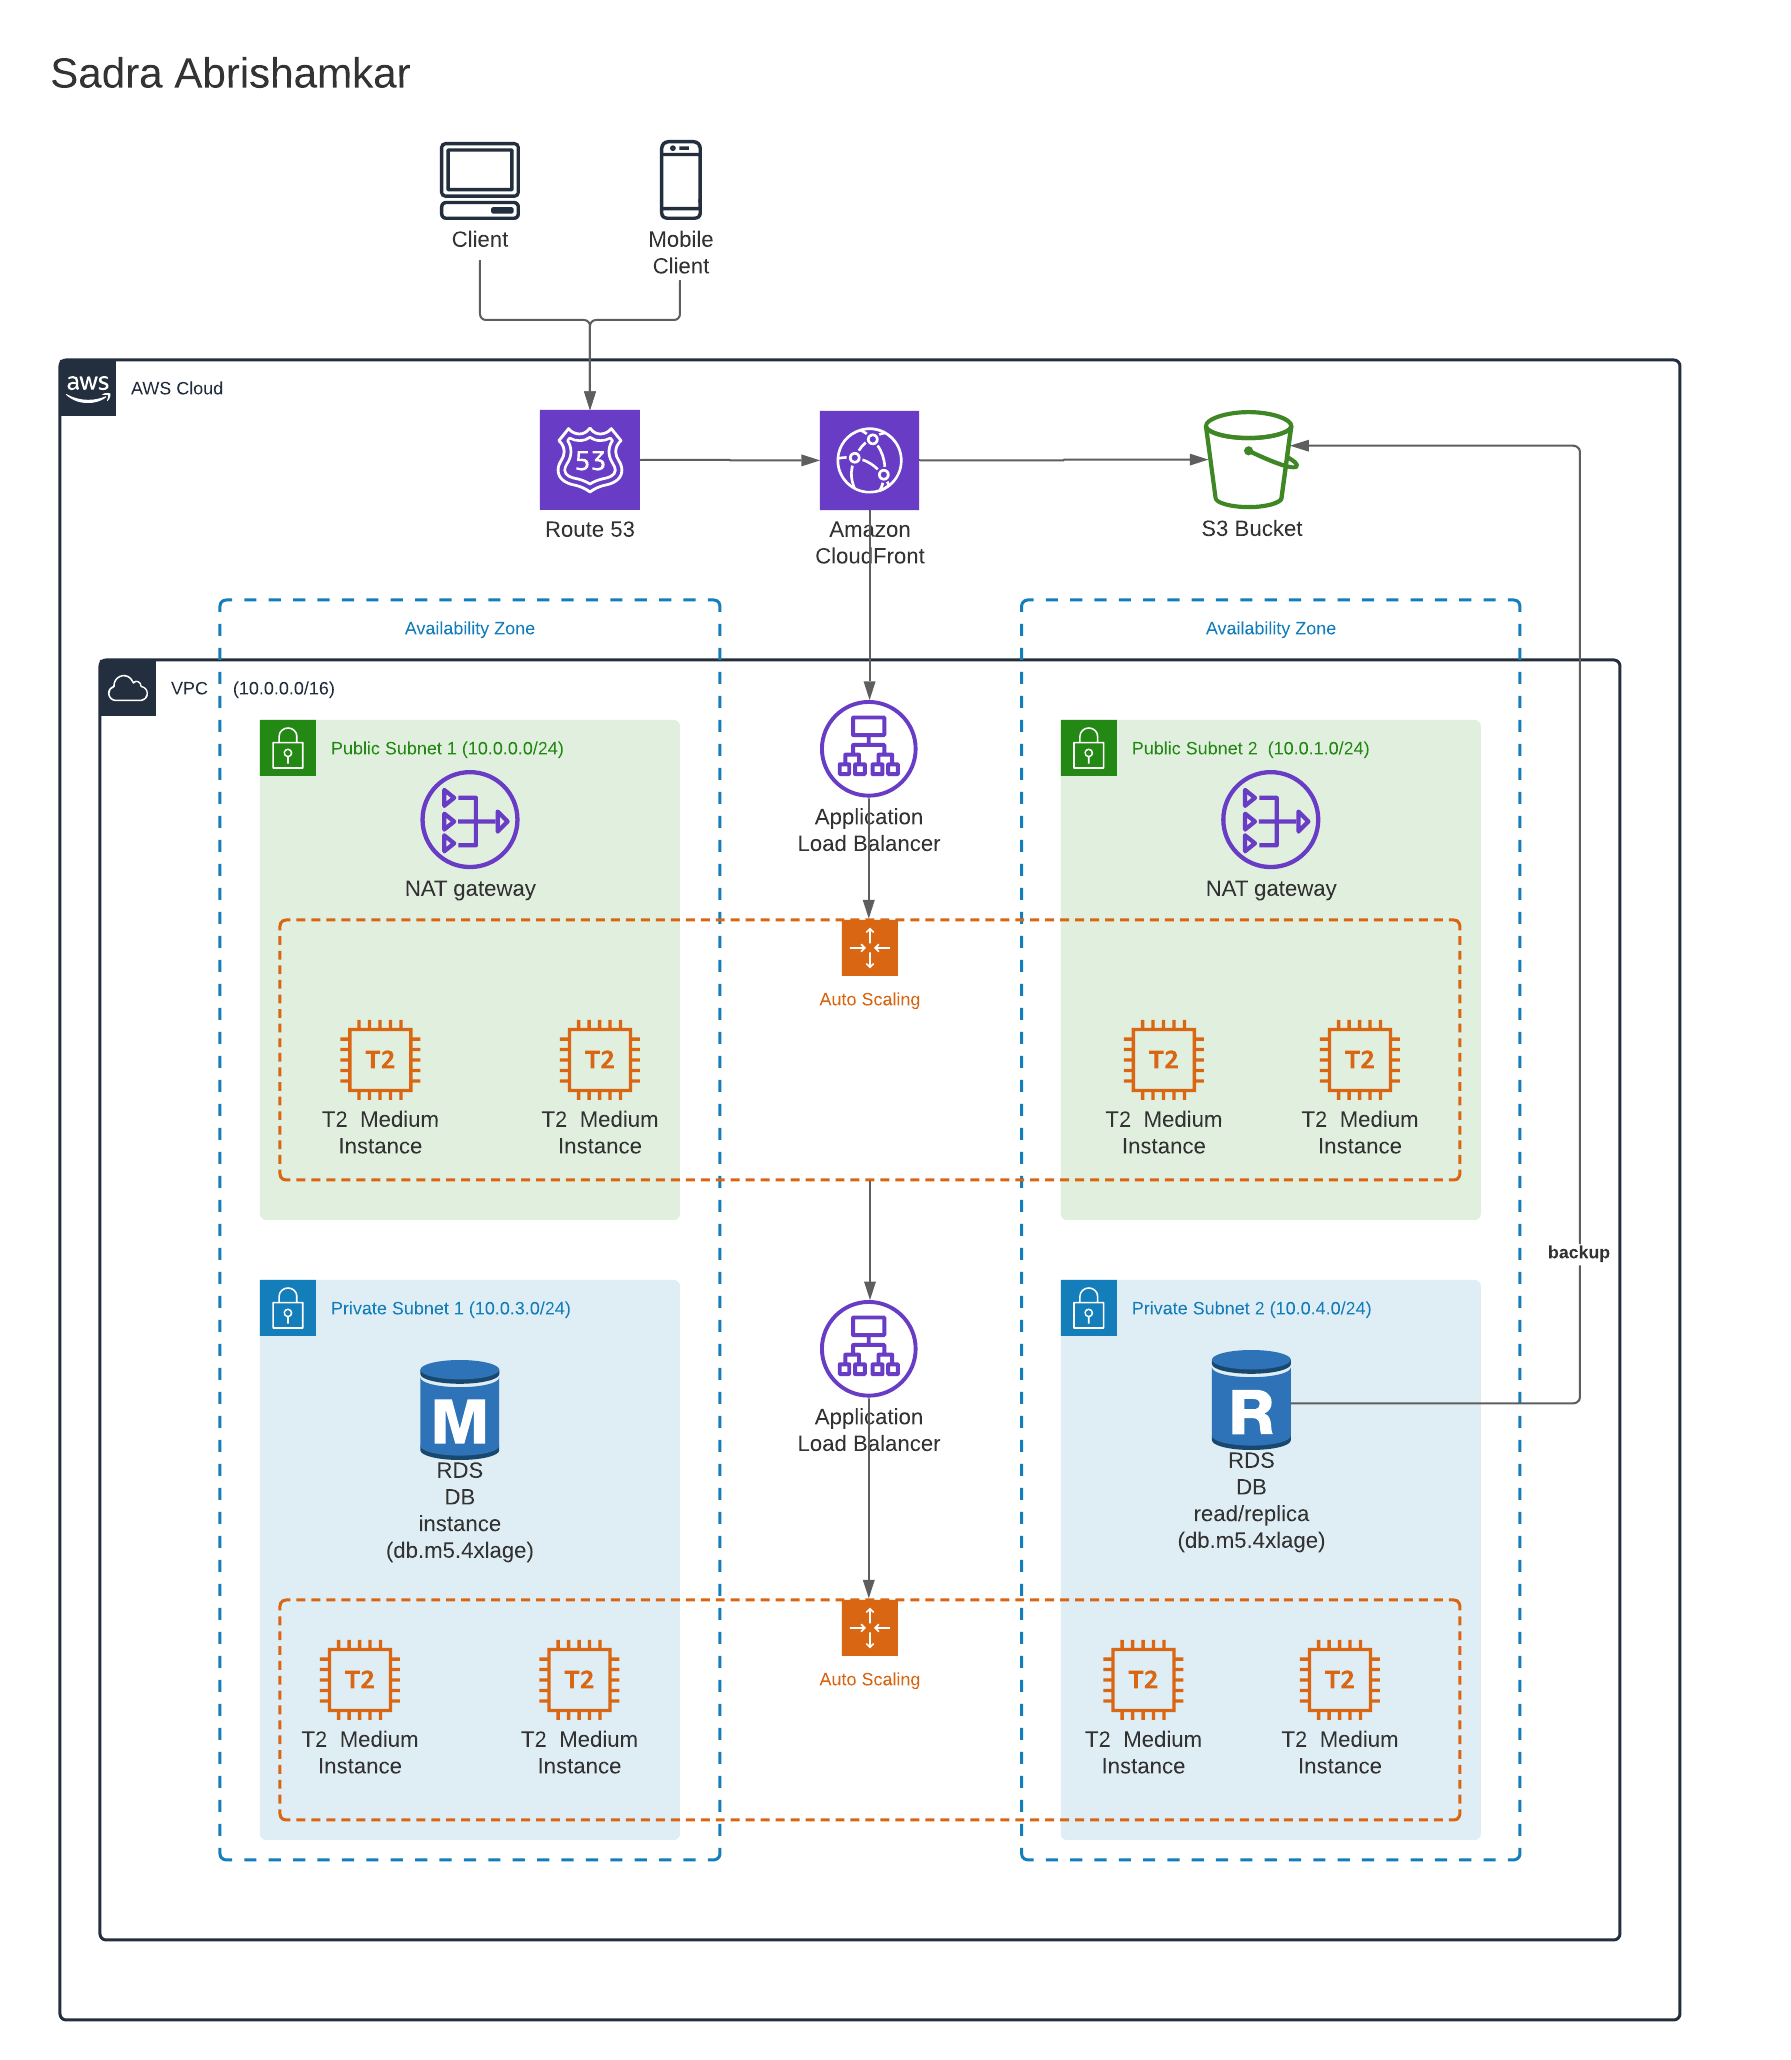 Sadra Abrishamkar
Client
Mobile
Client
aws
AWS Cloud
53
Route 53
Amazon
CloudFront
S3 Bucket
Availability Zone
Availability Zone
VPC (10.0.0.0/16)
Public Subnet 1 (10.0.0.0/24)
Public Subnet 2 (10.0.1.0/24)
Application
Load Balancer
NAT gateway
NAT gateway
Auto Scaling
T2
T2 Medium
Instance
T2
T2 Medium
Instance
T2
T2 Medium
Instance
T2
T2 Medium
Instance
backup
Private Subnet 1 (10.0.3.0/24)
Private Subnet 2 (10.0.4.0/24)
M
RDS
DB
instance
(db.m5.4xlage)
Application
Load Balancer
R
RDS
DB
read/replica
(db.m5.4xlage)
Auto Scaling
T2
T2 Medium
Instance
T2
T2 Medium
Instance
T2
T2 Medium
Instance
T2
T2 Medium
Instance